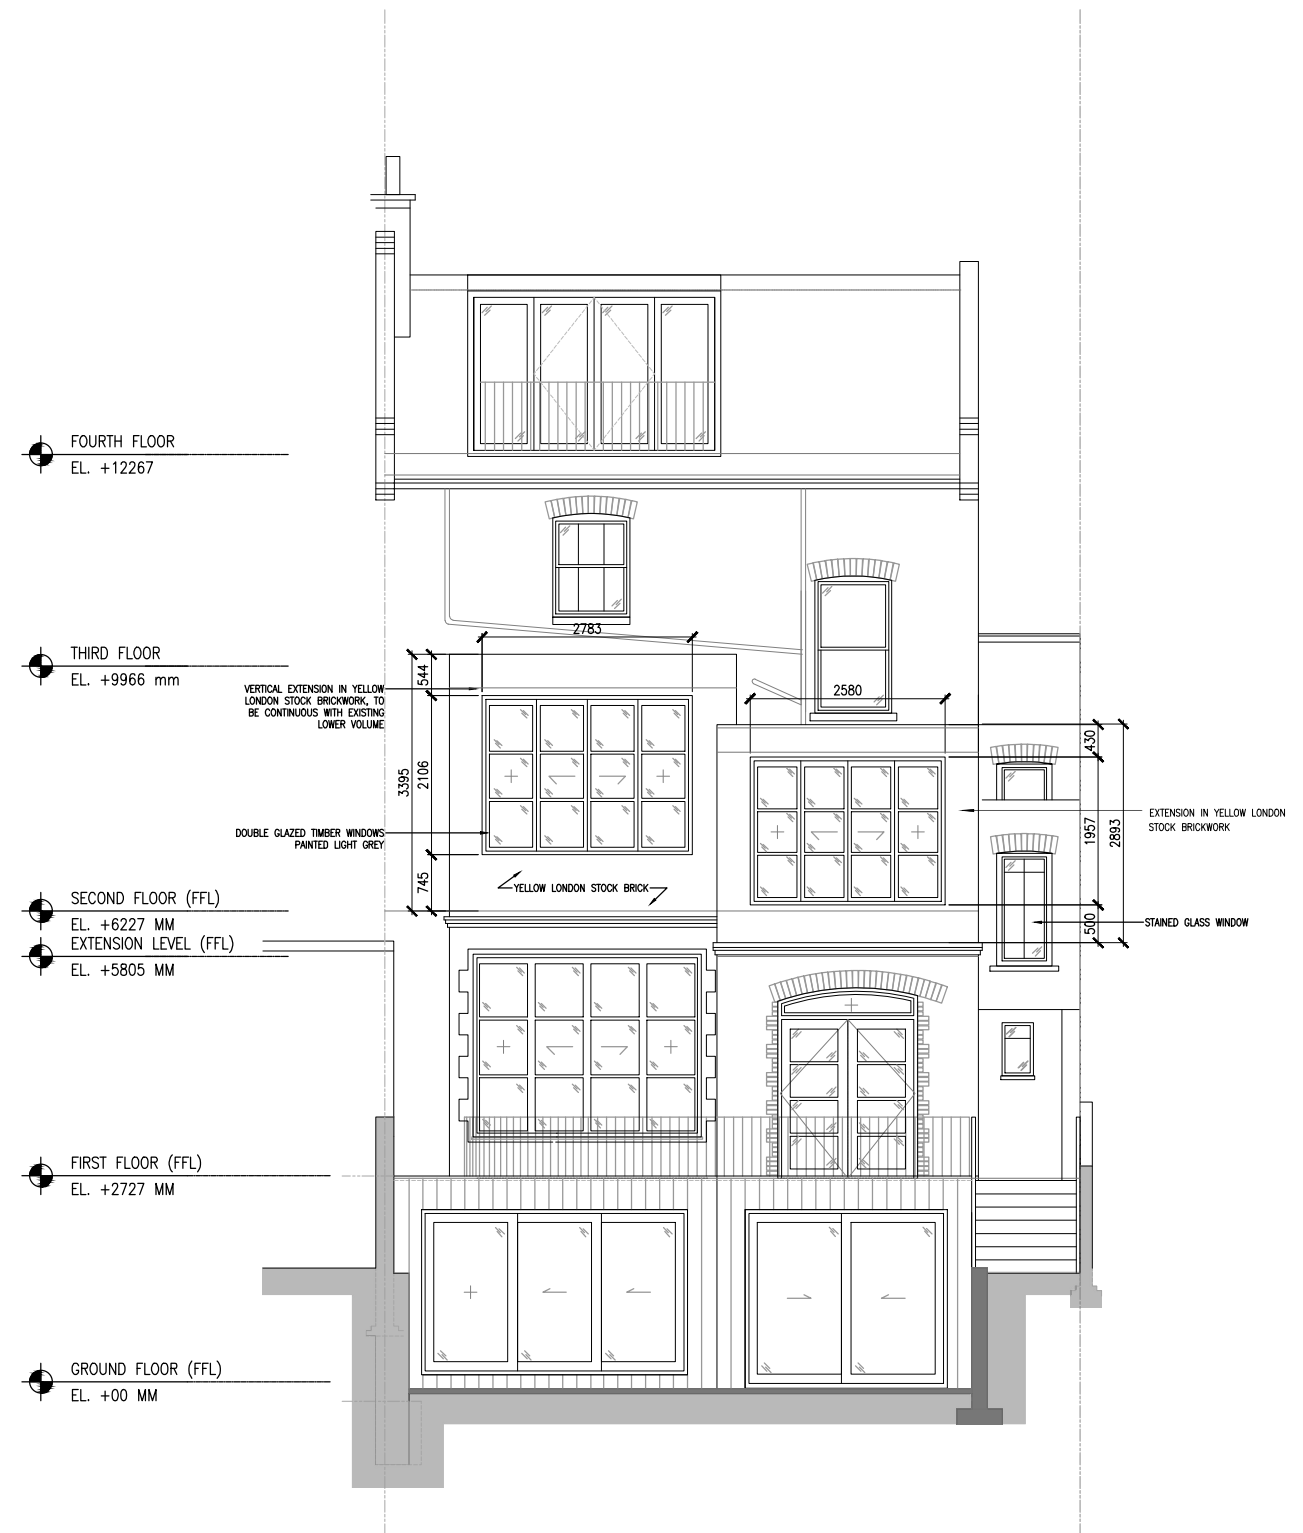 FOURTH FLOOR
EL. +12267
THIRD FLOOR
EL. +9966 mm
2783
544
VERTICAL EXTENSION IN YELLOW
LONDON STOCK BRICKWORK, TO
BE CONTINUOUS WITH EXISTING
LOWER VOLUME
2580
430
3395
2106
EXTENSION IN YELLOW LONDON
STOCK BRICKWORK
1957
2893
DOUBLE GLAZED TIMBER WINDOWS
PAINTED LIGHT GREY
745
YELLOW LONDON STOCK BRICK
SECOND FLOOR (FFL)
EL. +6227 MM
500
STAINED GLASS WINDOW
EXTENSION LEVEL (FFL)
EL. +5805 MM
FIRST FLOOR (FFL)
EL. +2727 MM
GROUND FLOOR (FFL)
EL. +00 MM